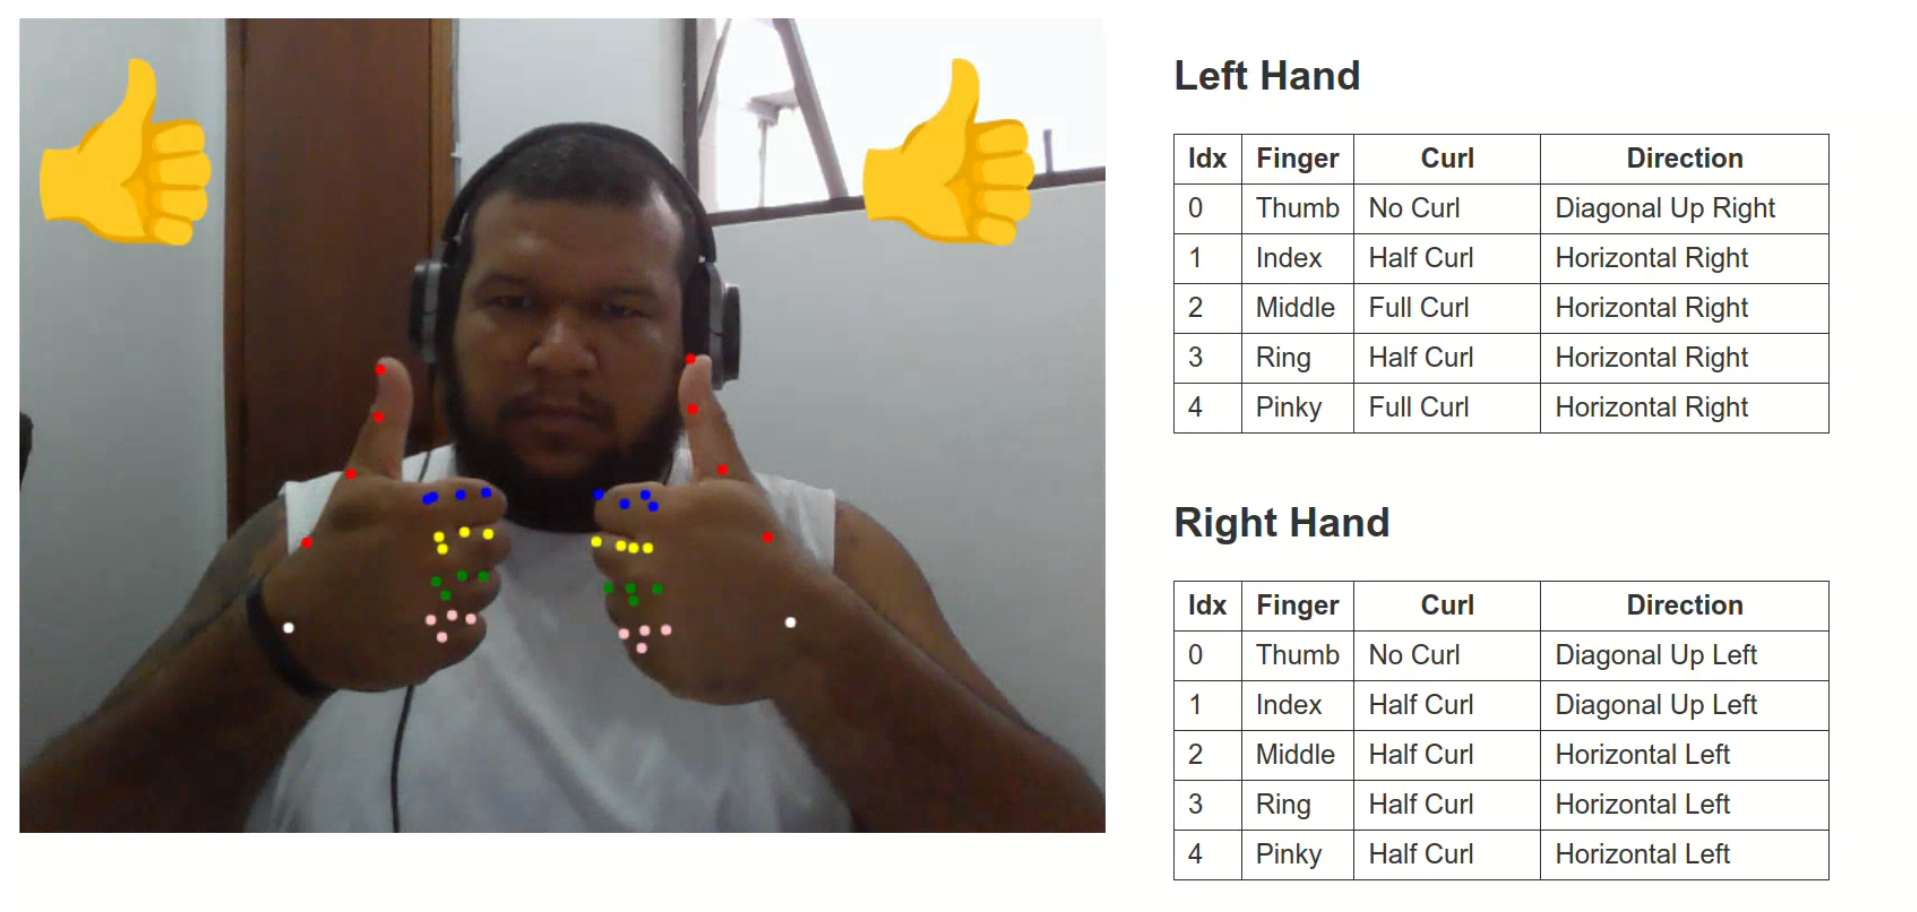 Left Hand
Idx Finger Curl Direction
0 Thumb No Curl Diagonal Up Right
1 Index Half Curl Horizontal Right
2 Middle Full Curl Horizontal Right
3 Ring Half Curl Horizontal Right
4 Pinky Full Curl Horizontal Right
Right Hand
Idx Finger Curl Direction
0 Thumb No Curl Diagonal Up Left
1 Index Half Curl Diagonal Up Left
2 Middle Half Curl Horizontal Left
3 Ring Half Curl Horizontal Left
4 Pinky Half Curl Horizontal Left